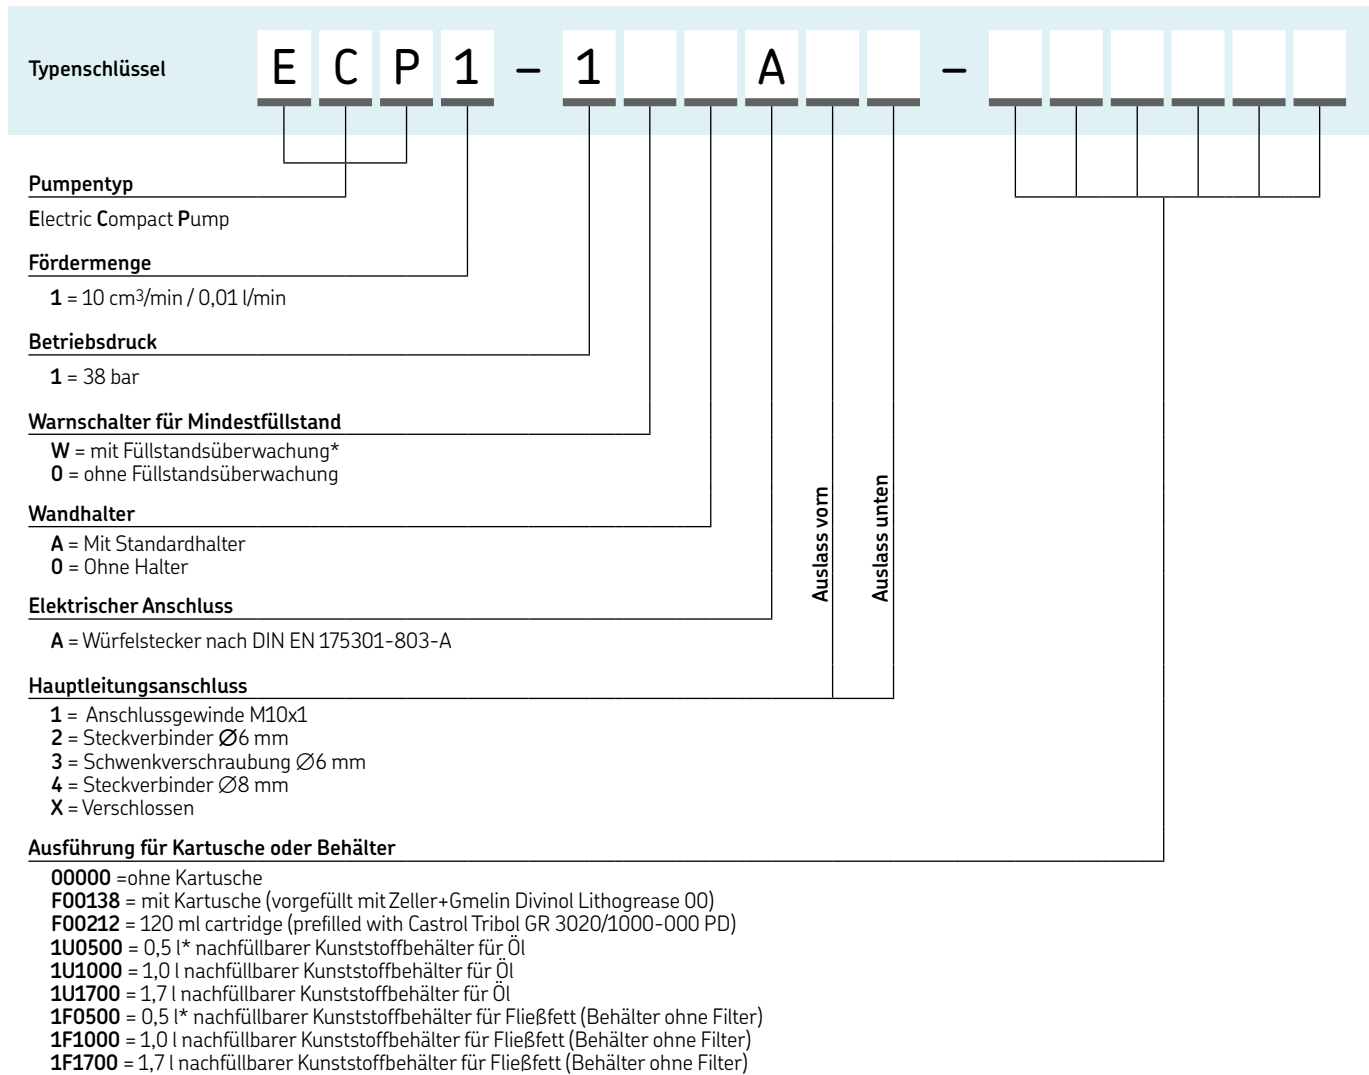 Typenschlüssel E C P 1 – 1 A –
Pumpentyp
Electric Compact Pump
Fördermenge
1 = 10 cm³/min / 0,01 l/min
Betriebsdruck
1 = 38 bar
Warnschalter für Mindestfüllstand
W = mit Füllstandsüberwachung*
0 = ohne Füllstandsüberwachung
Wandhalter
A = Mit Standardhalter
0 = Ohne Halter
Auslass vorn
Auslass unten
Elektrischer Anschluss
A = Würfelstecker nach DIN EN 175301-803-A
Hauptleitungsanschluss
1 = Anschlussgewinde M10x1
2 = Steckverbinder Ø6 mm
3 = Schwenkverschraubung Ø6 mm
4 = Steckverbinder Ø8 mm
X = Verschlossen
Ausführung für Kartusche oder Behälter
00000 =ohne Kartusche
F00138 = mit Kartusche (vorgefüllt mit Zeller+Gmelin Divinol Lithogrease 00)
F00212 = 120 ml cartridge (prefilled with Castrol Tribol GR 3020/1000-000 PD)
1U0500 = 0,5 l* nachfüllbarer Kunststoffbehälter für Öl
1U1000 = 1,0 l nachfüllbarer Kunststoffbehälter für Öl
1U1700 = 1,7 l nachfüllbarer Kunststoffbehälter für Öl
1F0500 = 0,5 l* nachfüllbarer Kunststoffbehälter für Fließfett (Behälter ohne Filter)
1F1000 = 1,0 l nachfüllbarer Kunststoffbehälter für Fließfett (Behälter ohne Filter)
1F1700 = 1,7 l nachfüllbarer Kunststoffbehälter für Fließfett (Behälter ohne Filter)